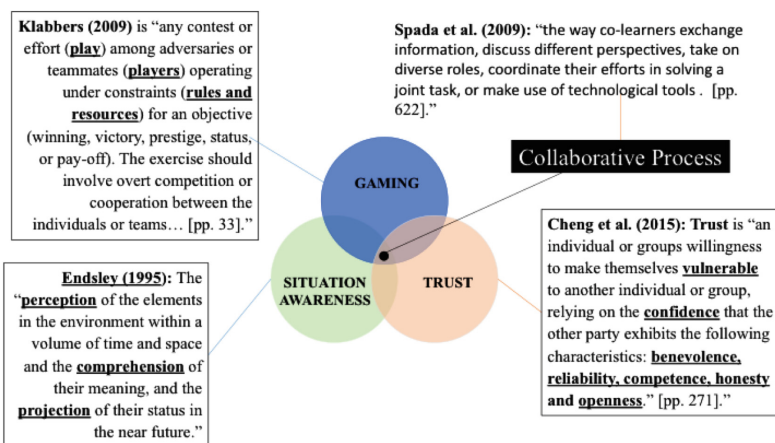 Klabbers (2009) is “any contest or
effort (play) among adversaries or
teammates (players) operating
under constraints (rules and
resources) for an objective
(winning, victory, prestige, status,
or pay-off). The exercise should
involve overt competition or
cooperation between the
individuals or teams… [pp. 33].”
Spada et al. (2009): “the way co-learners exchange
information, discuss different perspectives, take on
diverse roles, coordinate their efforts in solving a
joint task, or make use of technological tools . [pp.
622].”
Collaborative Process
GAMING
SITUATION
AWARENESS
TRUST
Endsley (1995): The
“perception of the elements
in the environment within a
volume of time and space
and the comprehension of
their meaning, and the
projection of their status in
the near future.”
Cheng et al. (2015): Trust is “an
individual or groups willingness
to make themselves vulnerable
to another individual or group,
relying on the confidence that the
other party exhibits the following
characteristics: benevolence,
reliability, competence, honesty
and openness.” [pp. 271].”